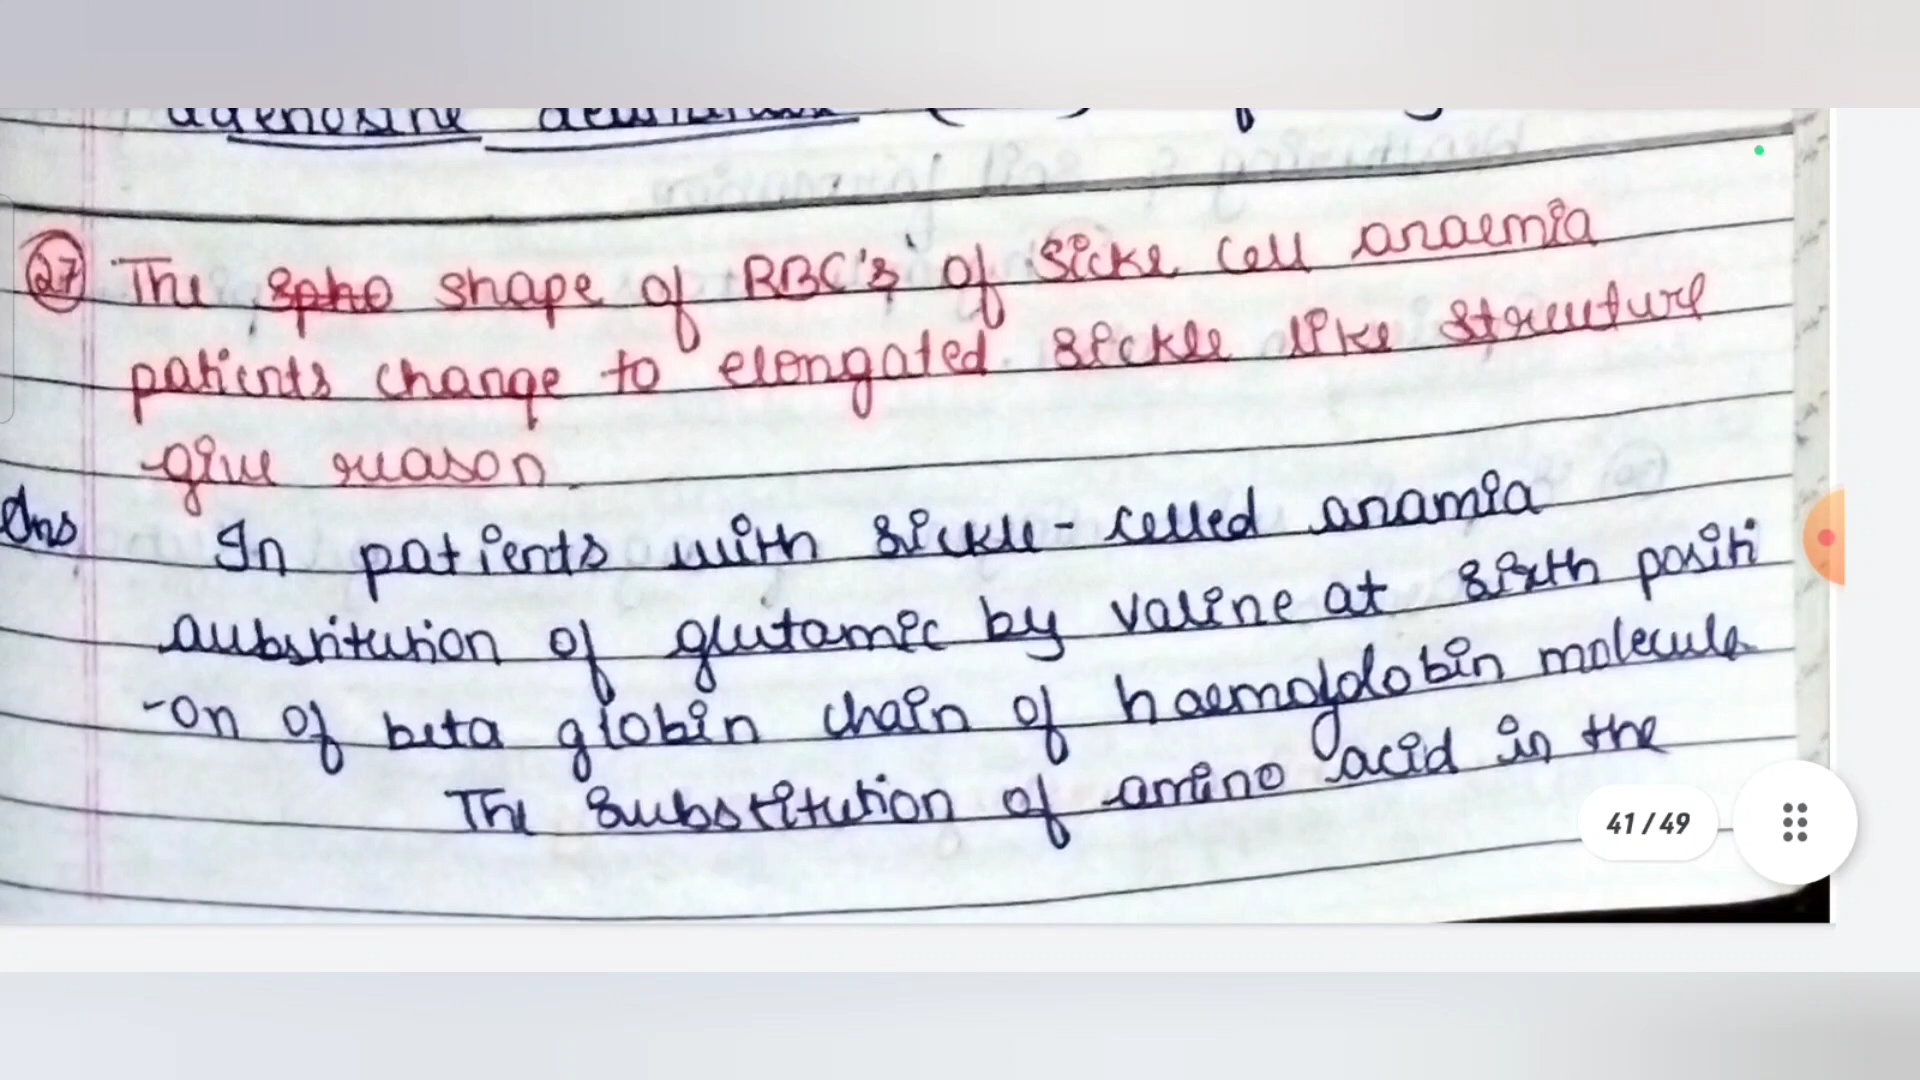 adenosine
27 The spho shape of RBC's of Sicke cell anaemia
patients change to elongated sickle like structure
give reason
Ans In patients with sickle-celled anamia
substitution of glutamic by valine at sixth positi
-on of beta globin chain of haemoglobin molecule
The substitution of amino acid in the
41 / 49